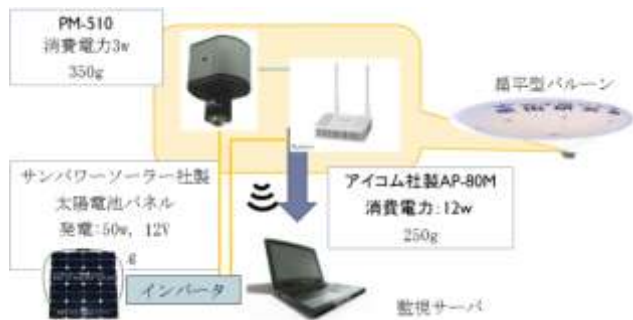 PM-510
消費電力3w
350g
扁平型バルーン
サンパワーソーラー社製
太陽電池パネル
発電:50w, 12V
アイコム社製AP-80M
消費電力:12w
250g
インバータ
監視サーバ